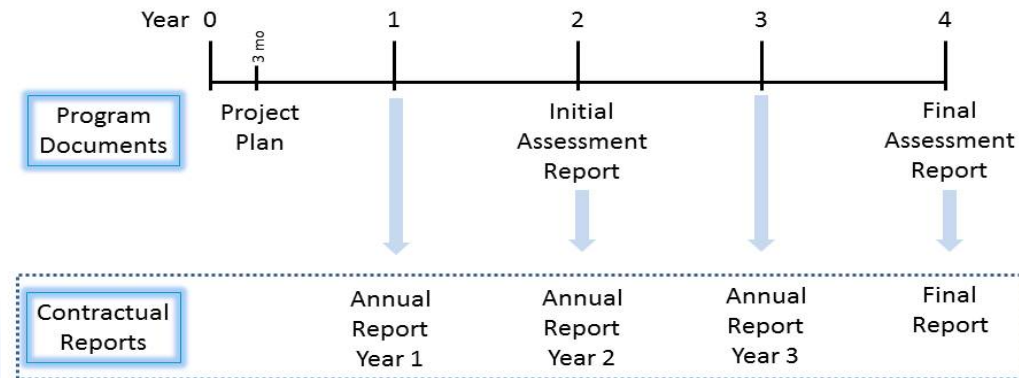 Year 0 1 2 3 4
3 mo
Program
Documents
Project
Plan
Initial
Assessment
Report
Final
Assessment
Report
Contractual
Reports
Annual
Report
Year 1
Annual
Report
Year 2
Annual
Report
Year 3
Final
Report